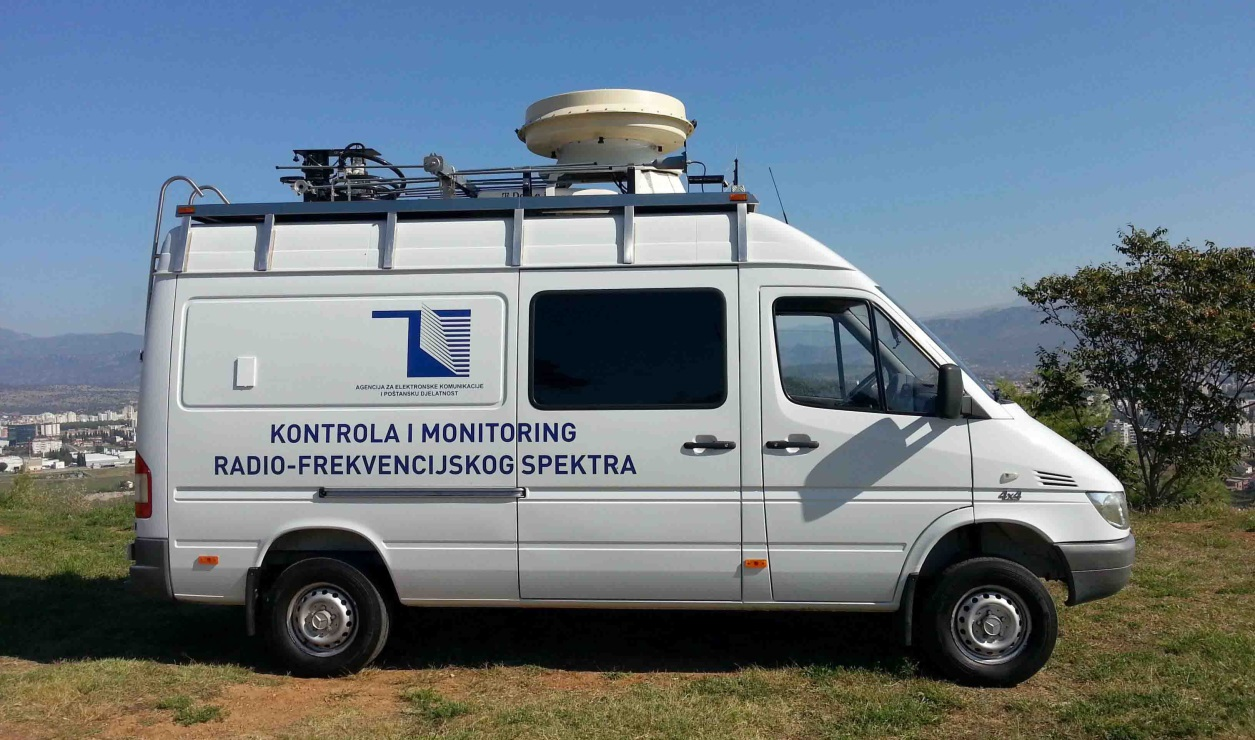 AGENCIJA ZA ELEKTRONSKE KOMUNIKACIJE
I POŠTANSKU DJELATNOST
KONTROLA I MONITORING
RADIO-FREKVENCIJSKOG SPEKTRA
4x4